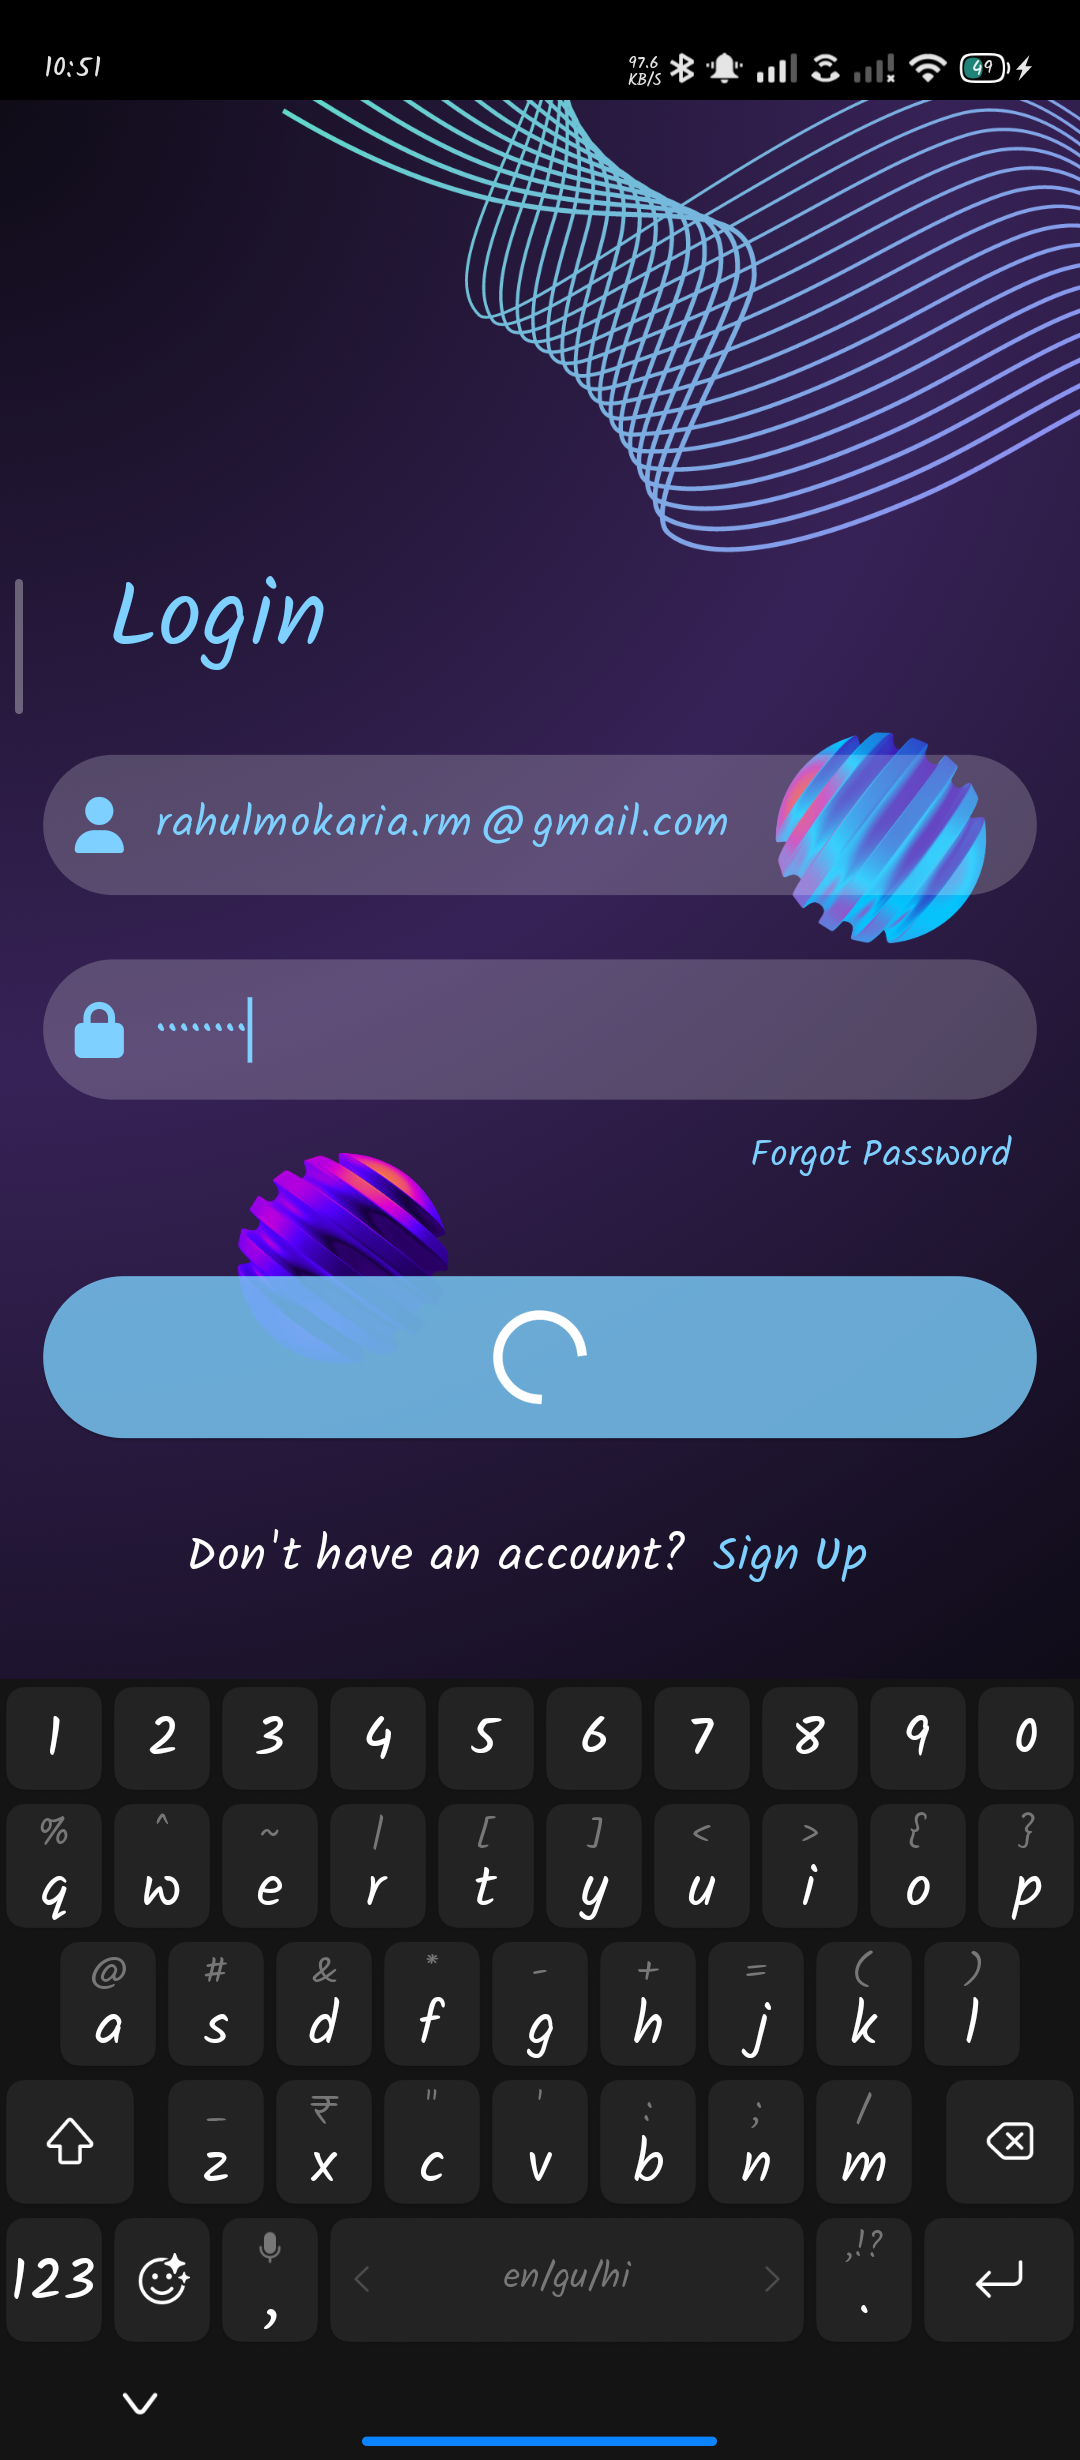 10:51
97.6
KB/S
49
Login
rahulmokaria.rm@gmail.com
Forgot Password
Don't have an account? Sign Up
1 2 3 4 5 6 7 8 9 0
% ^ ~ | [ ] < > { }
q w e r t y u i o p
@ # & * - + = ( )
a s d f g h j k l
_ ₹ " ' : ; /
z x c v b n m
,!?
123 , en/gu/hi .